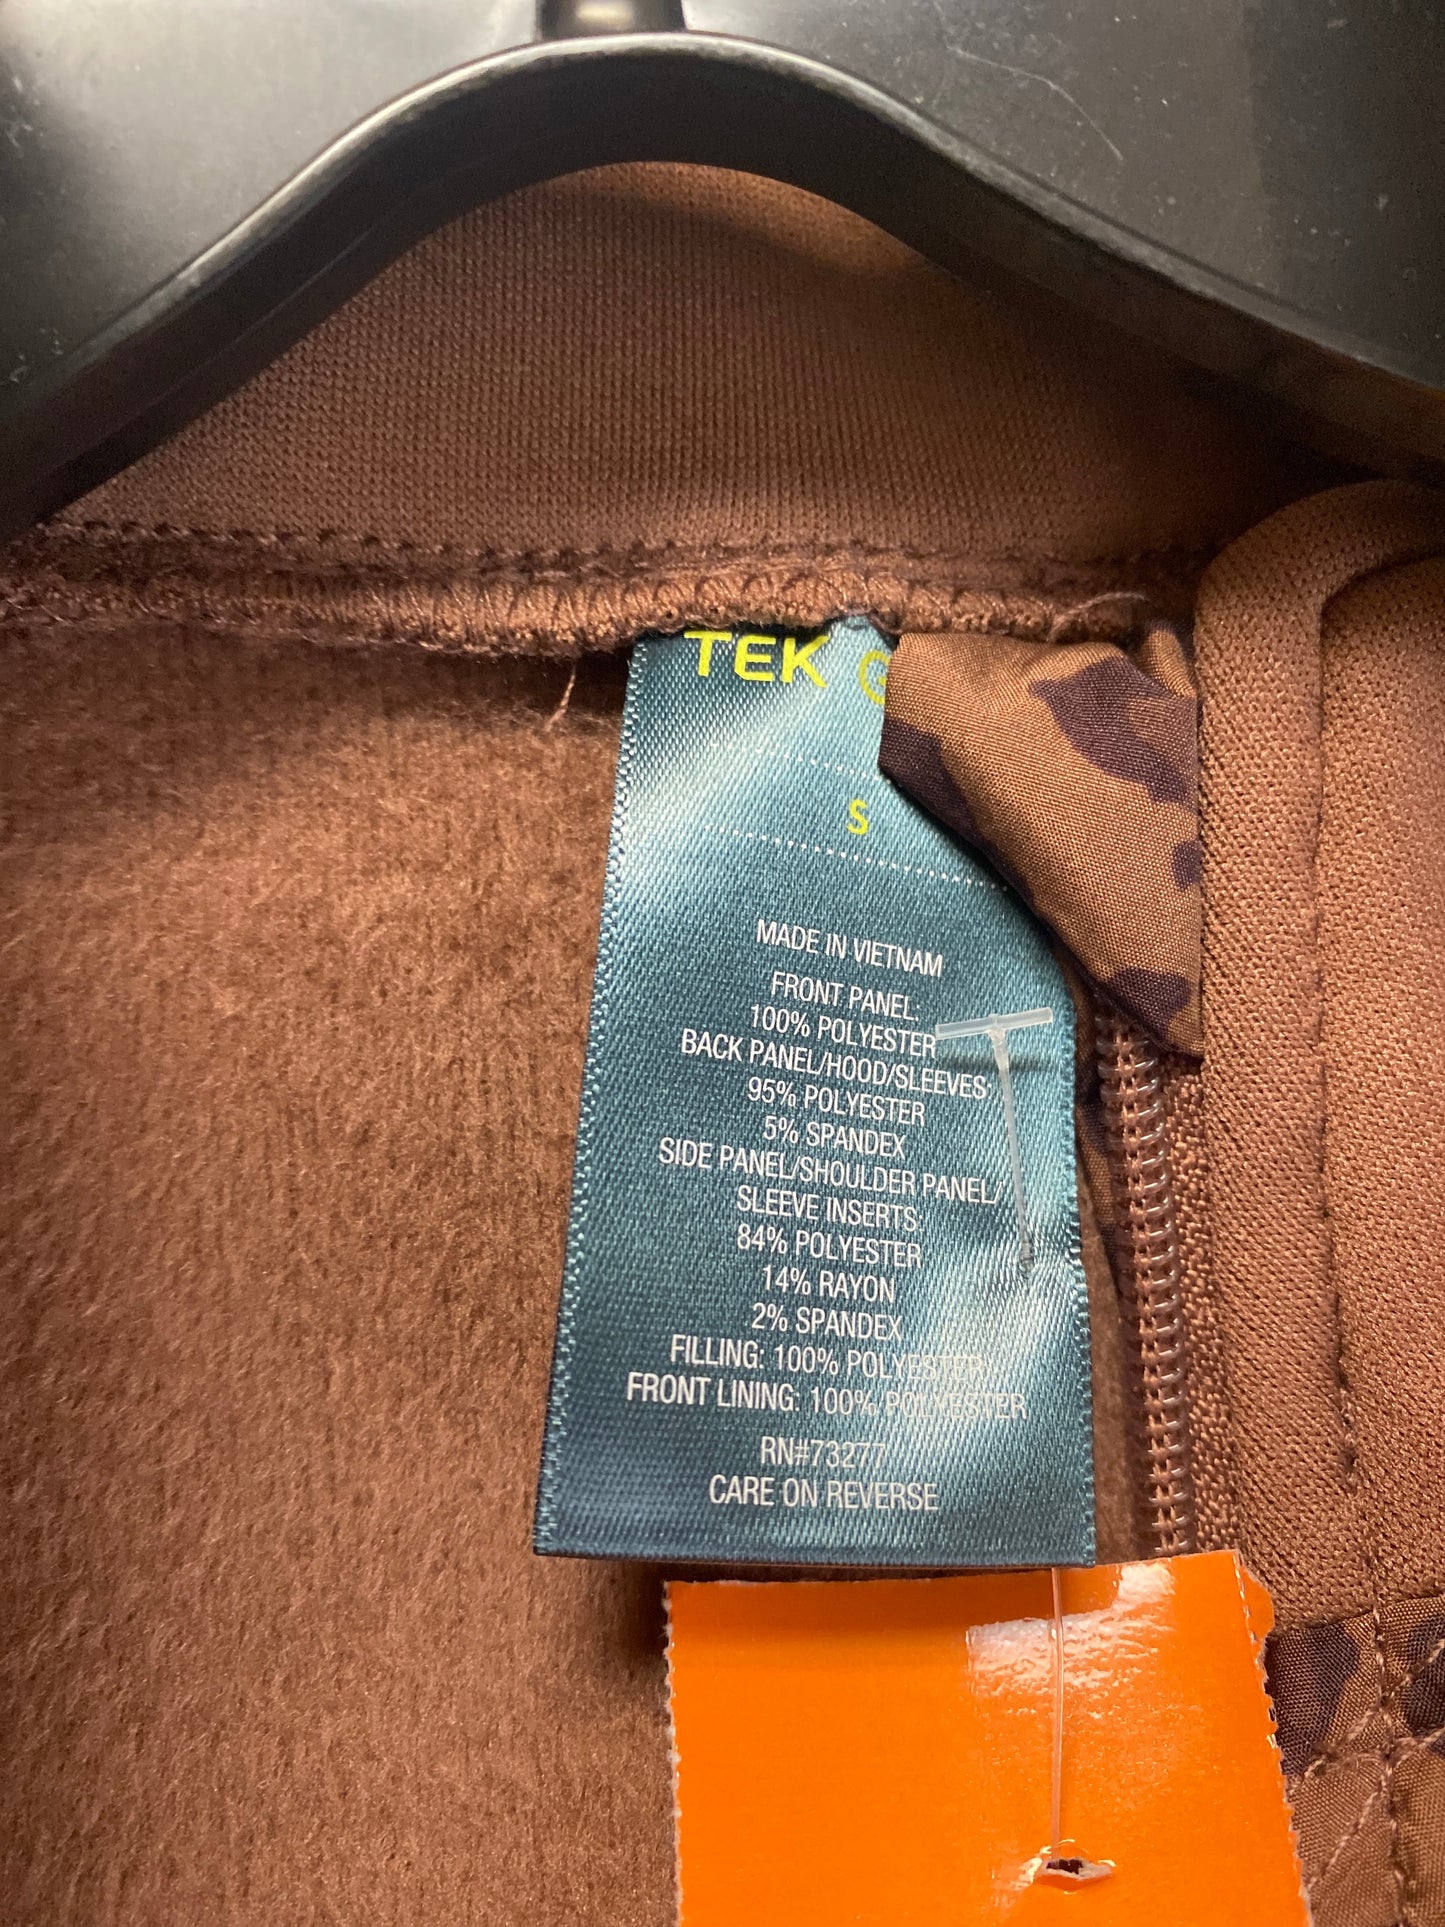 TEK G
S
MADE IN VIETNAM
FRONT PANEL:
100% POLYESTER
BACK PANEL/HOOD/SLEEVES:
95% POLYESTER
5% SPANDEX
SIDE PANEL/SHOULDER PANEL/
SLEEVE INSERTS:
84% POLYESTER
14% RAYON
2% SPANDEX
FILLING: 100% POLYESTER
FRONT LINING: 100% POLYESTER
RN#73277
CARE ON REVERSE